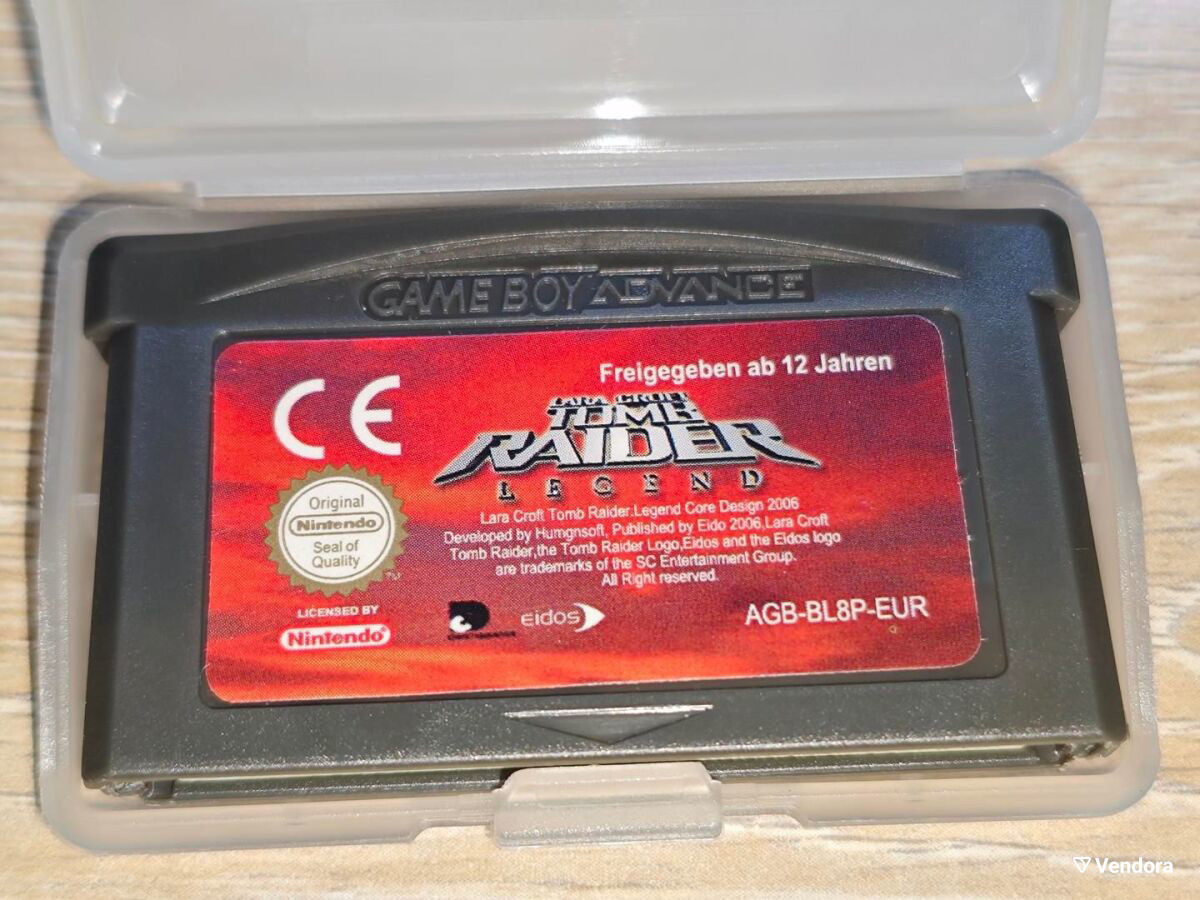 GAME BOY ADVANCE
Freigegeben ab 12 Jahren
CE
LARA CROFT
TOMB
RAIDER
LEGEND
Original
Nintendo
Seal of
Quality
TM
Lara Croft Tomb Raider.Legend Core Design 2006
Developed by Humgnsoft, Published by Eido 2006,Lara Croft
Tomb Raider,the Tomb Raider Logo,Eidos and the Eidos logo
are trademarks of the SC Entertainment Group.
All Right reserved.
LICENSED BY
Nintendo®
eidos
AGB-BL8P-EUR
Vendora